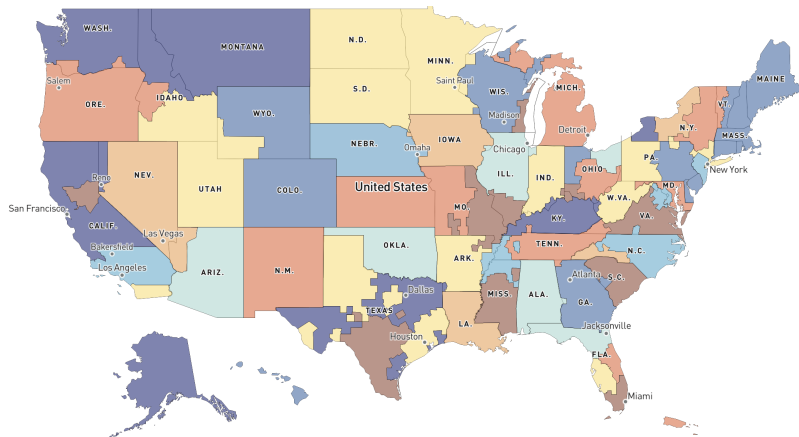 WASH.
MONTANA
N.D.
MINN.
MAINE
Salem
IDAHO
S.D.
Saint Paul
WIS.
MICH.
VT.
ORE.
WYO.
Madison
N.Y.
MASS.
Detroit
NEBR.
Omaha
IOWA
Chicago
PA.
New York
Reno
NEV.
UTAH
COLO.
United States
ILL.
IND.
OHIO
MD.
San Francisco
MO.
W.VA.
VA.
CALIF.
Las Vegas
KY.
Bakersfield
OKLA.
TENN.
N.C.
Los Angeles
ARIZ.
N.M.
ARK.
Atlanta
S.C.
Dallas
MISS.
ALA.
GA.
TEXAS
LA.
Jacksonville
Houston
FLA.
Miami